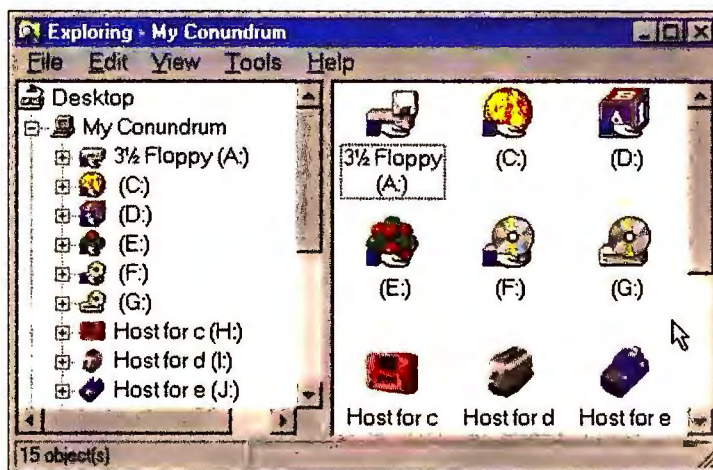 Exploring - My Conundrum
File Edit View Tools Help
Desktop
My Conundrum
3½ Floppy (A:)
(C:)
(D:)
(E:)
(F:)
(G:)
Host for c (H:)
Host for d (I:)
Host for e (J:)
3½ Floppy
(A:)
(C:)
(D:)
(E:)
(F:)
(G:)
Host for c
Host for d
Host for e
15 object(s)